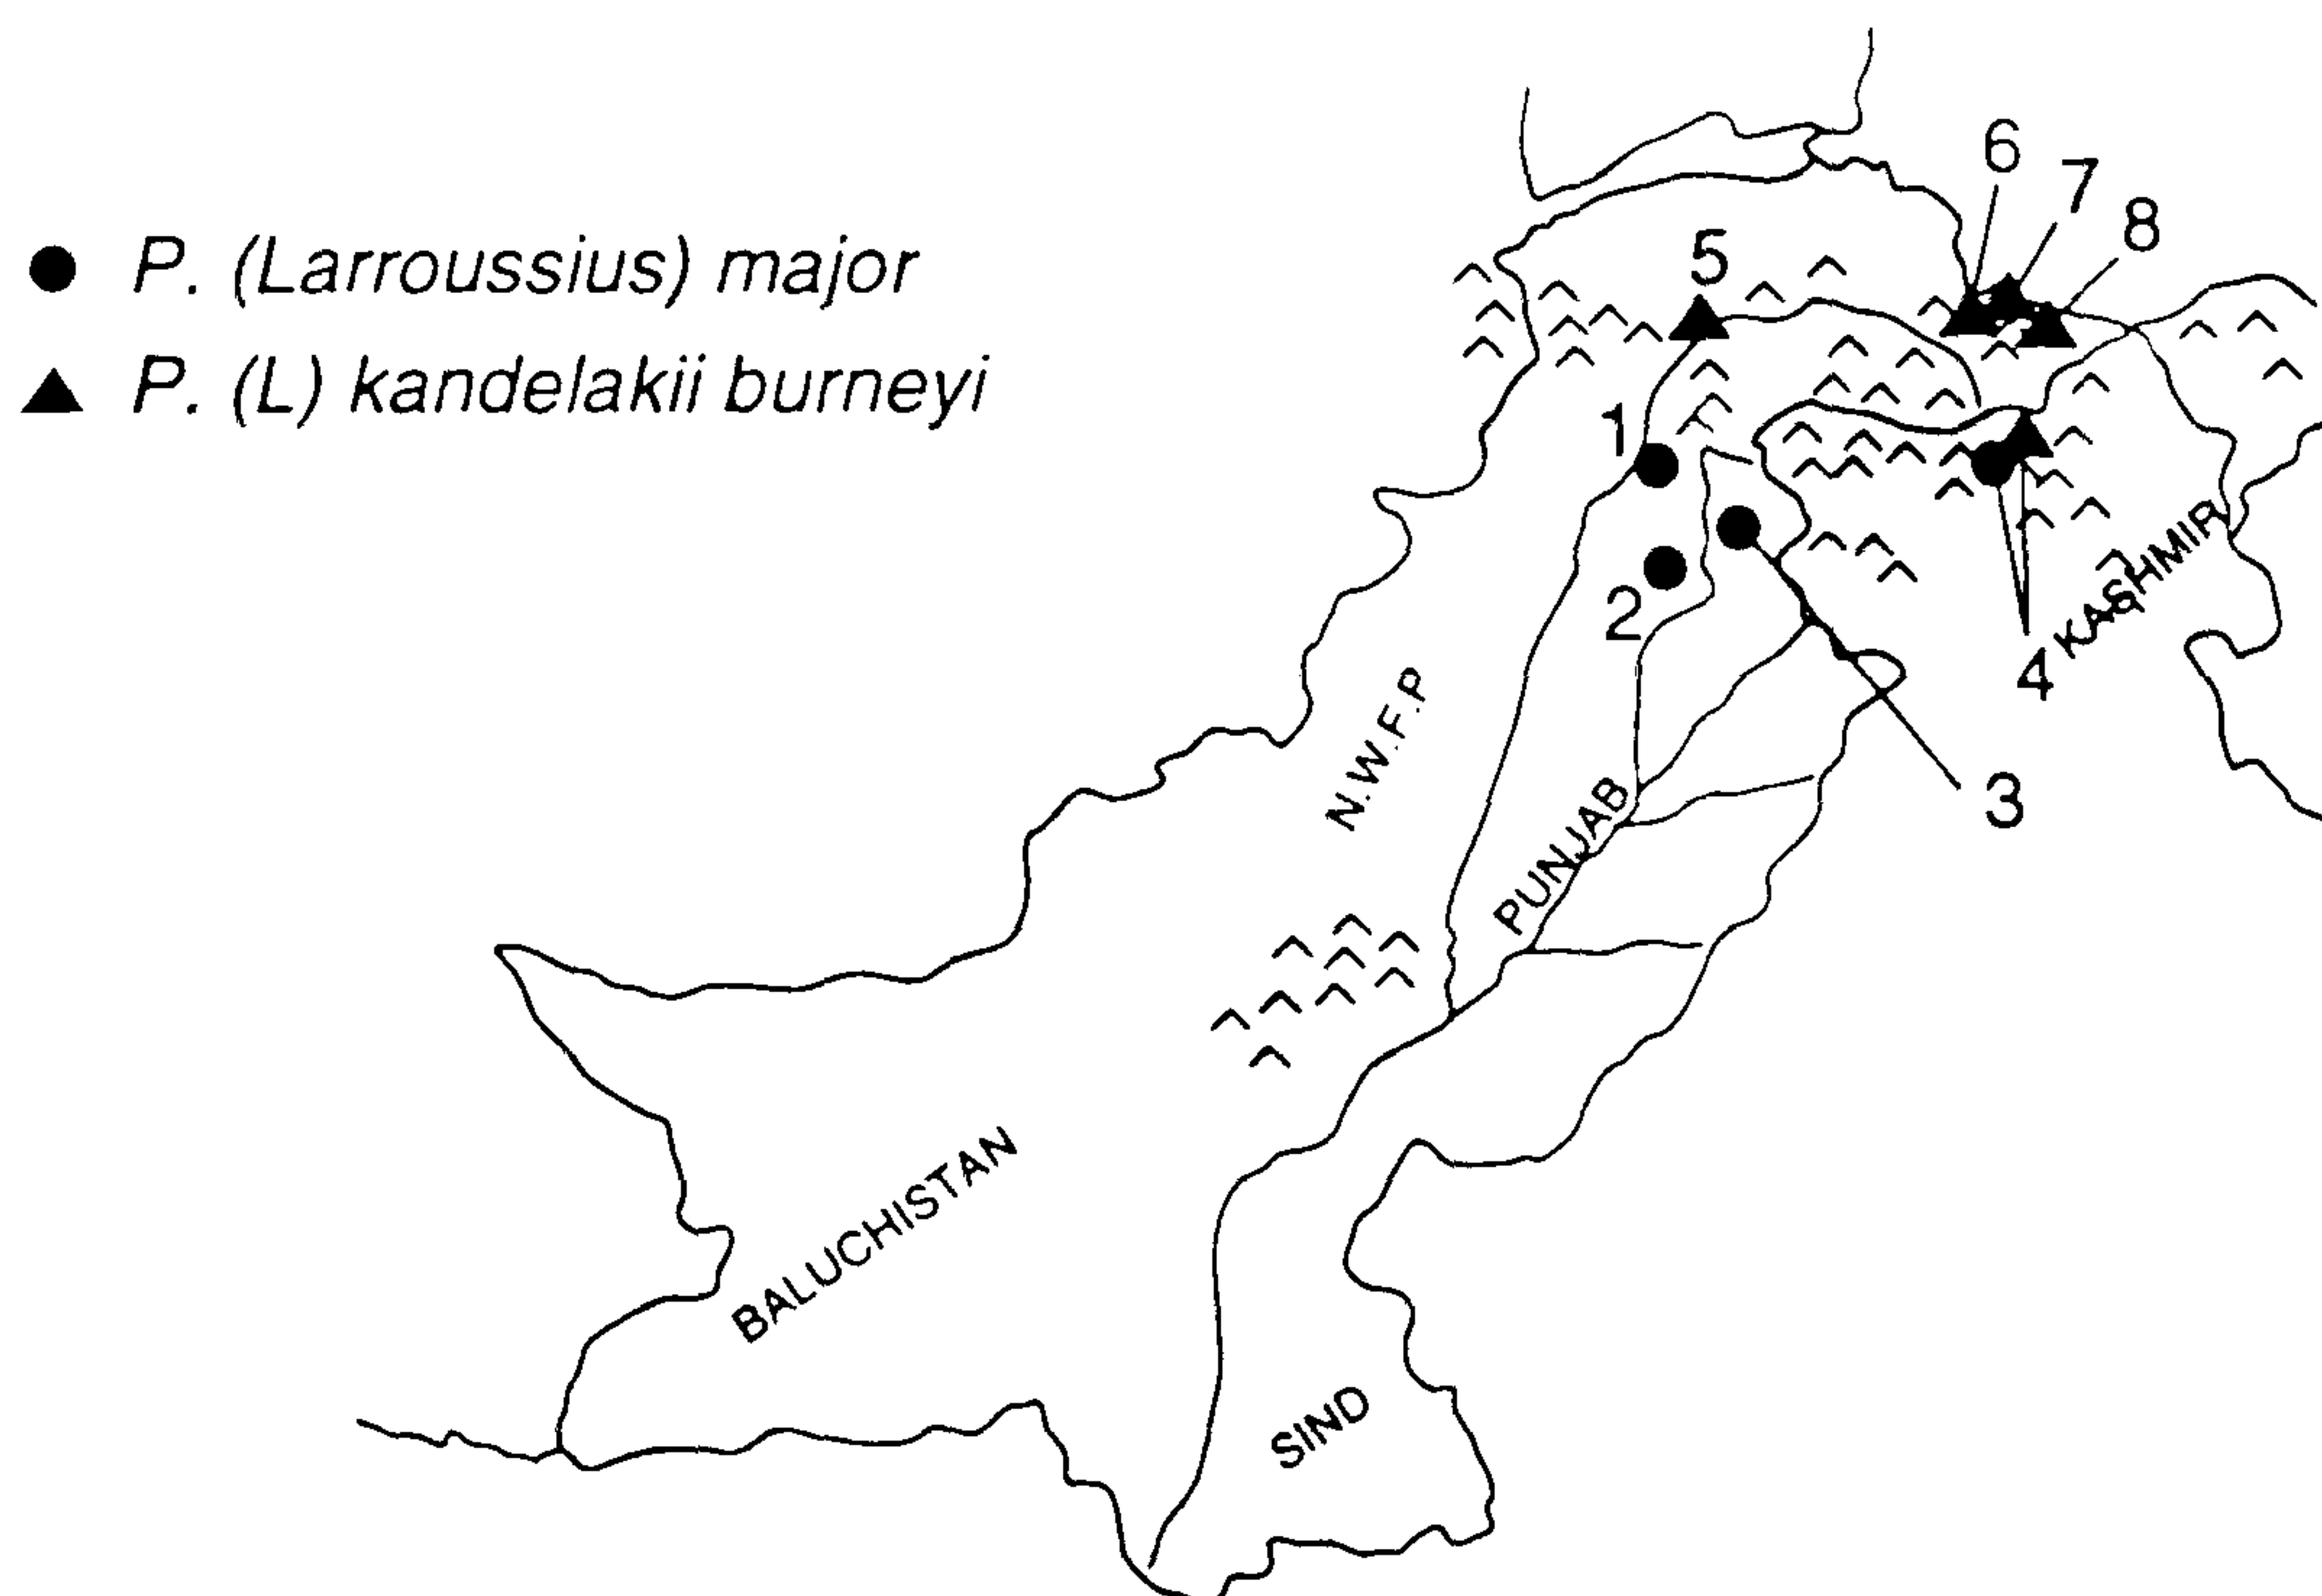 P. (Larroussius) major
P. (L) kandelakii burneyi
6
7
8
5
1
2
KASHMIR
4
3
N.W.F.P
PUNJAB
BALUCHISTAN
SIND